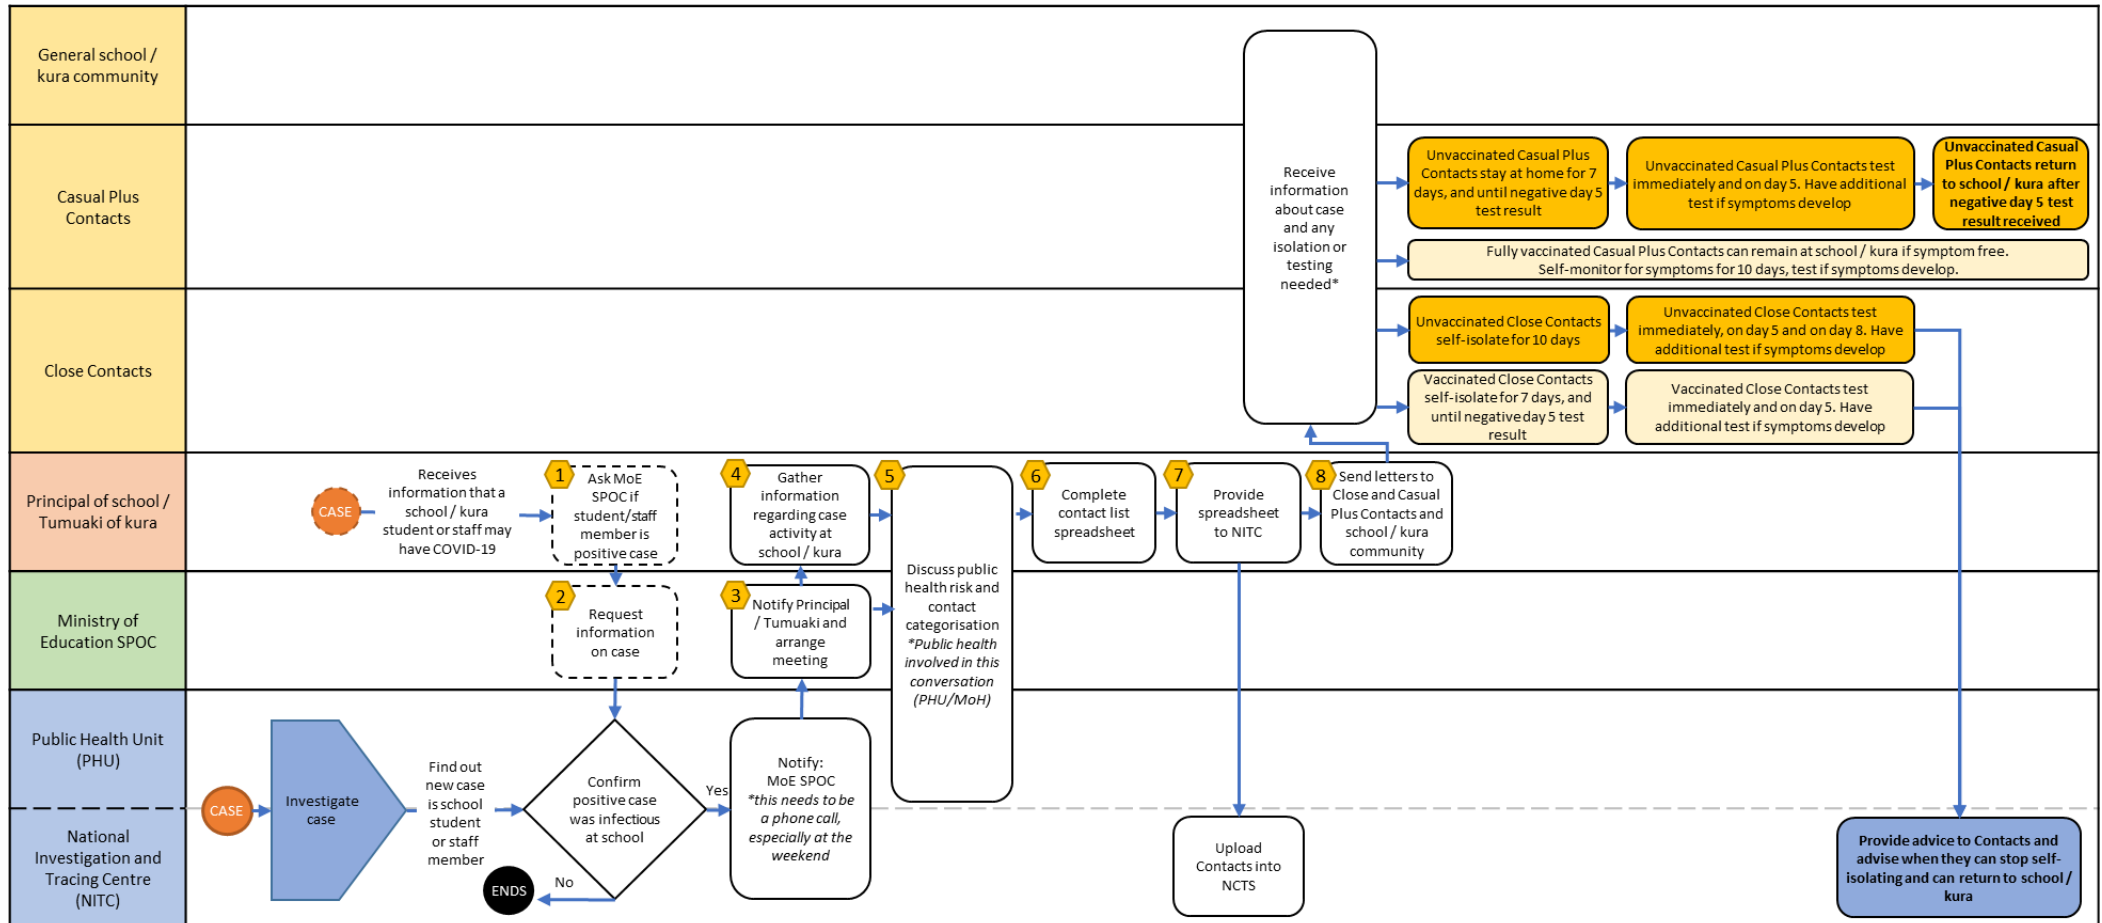 General school /
kura community
Casual Plus
Contacts
Close Contacts
Principal of school /
Tumuaki of kura
Ministry of
Education SPOC
Public Health Unit
(PHU)
National
Investigation and
Tracing Centre
(NITC)
Receive
information
about case
and any
isolation or
testing
needed*
Unvaccinated Casual Plus
Contacts stay at home for 7
days, and until negative day 5
test result
Unvaccinated Casual Plus Contacts test
immediately and on day 5. Have additional
test if symptoms develop
Unvaccinated Casual
Plus Contacts return
to school / kura after
negative day 5 test
result received
Fully vaccinated Casual Plus Contacts can remain at school / kura if symptom free.
Self-monitor for symptoms for 10 days, test if symptoms develop.
Unvaccinated Close Contacts
self-isolate for 10 days
Unvaccinated Close Contacts test
immediately, on day 5 and on day 8. Have
additional test if symptoms develop
Vaccinated Close Contacts
self-isolate for 7 days, and
until negative day 5 test
result
Vaccinated Close Contacts test
immediately and on day 5. Have
additional test if symptoms develop
CASE
Receives
information that a
school / kura
student or staff may
have COVID-19
1
Ask MoE
SPOC if
student/staff
member is
positive case
4
Gather
information
regarding case
activity at
school / kura
5
Discuss public
health risk and
contact
categorisation
*Public health
involved in this
conversation
(PHU/MoH)
6
Complete
contact list
spreadsheet
7
Provide
spreadsheet
to NITC
8
Send letters to
Close and Casual
Plus Contacts and
school / kura
community
2
Request
information
on case
3
Notify Principal
/ Tumuaki and
arrange
meeting
CASE
Investigate
case
Find out
new case
is school
student
or staff
member
Confirm
positive case
was infectious
at school
Yes
No
ENDS
Notify:
MoE SPOC
*this needs to be
a phone call,
especially at the
weekend
Upload
Contacts into
NCTS
Provide advice to Contacts and
advise when they can stop self-
isolating and can return to school /
kura